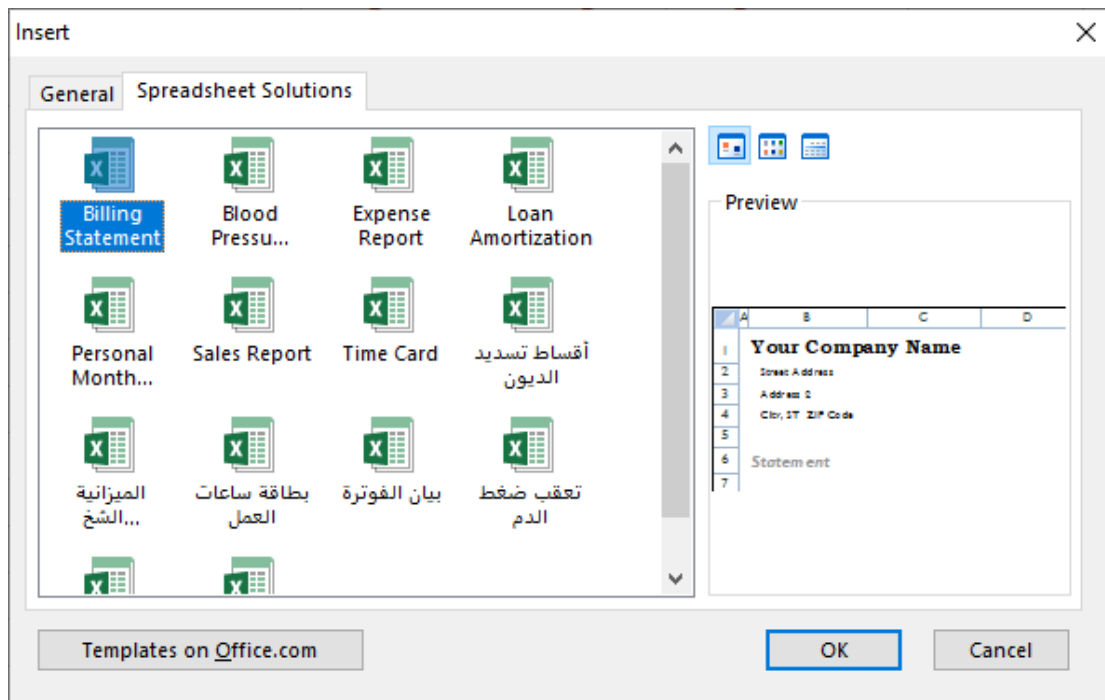 Insert
General
Spreadsheet Solutions
Billing
Statement
Blood
Pressu...
Expense
Report
Loan
Amortization
Personal
Month...
Sales Report
Time Card
أقساط تسديد
الديون
الميزانية
الشخ...
بطاقة ساعات
العمل
بيان الفوترة
تعقب ضغط
الدم
Preview
A B C D
1 Your Company Name
2 Street Address
3 Address 2
4 City, ST ZIP Code
5
6 Statement
7
Templates on Office.com
OK
Cancel